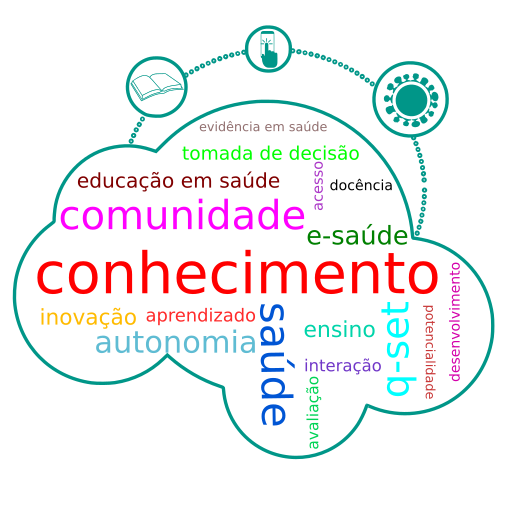 evidência em saúde
tomada de decisão
acesso
educação em saúde
docência
comunidade
e-saúde
conhecimento
inovação
aprendizado
saúde
ensino
q-set
potencialidade
desenvolvimento
autonomia
interação
avaliação